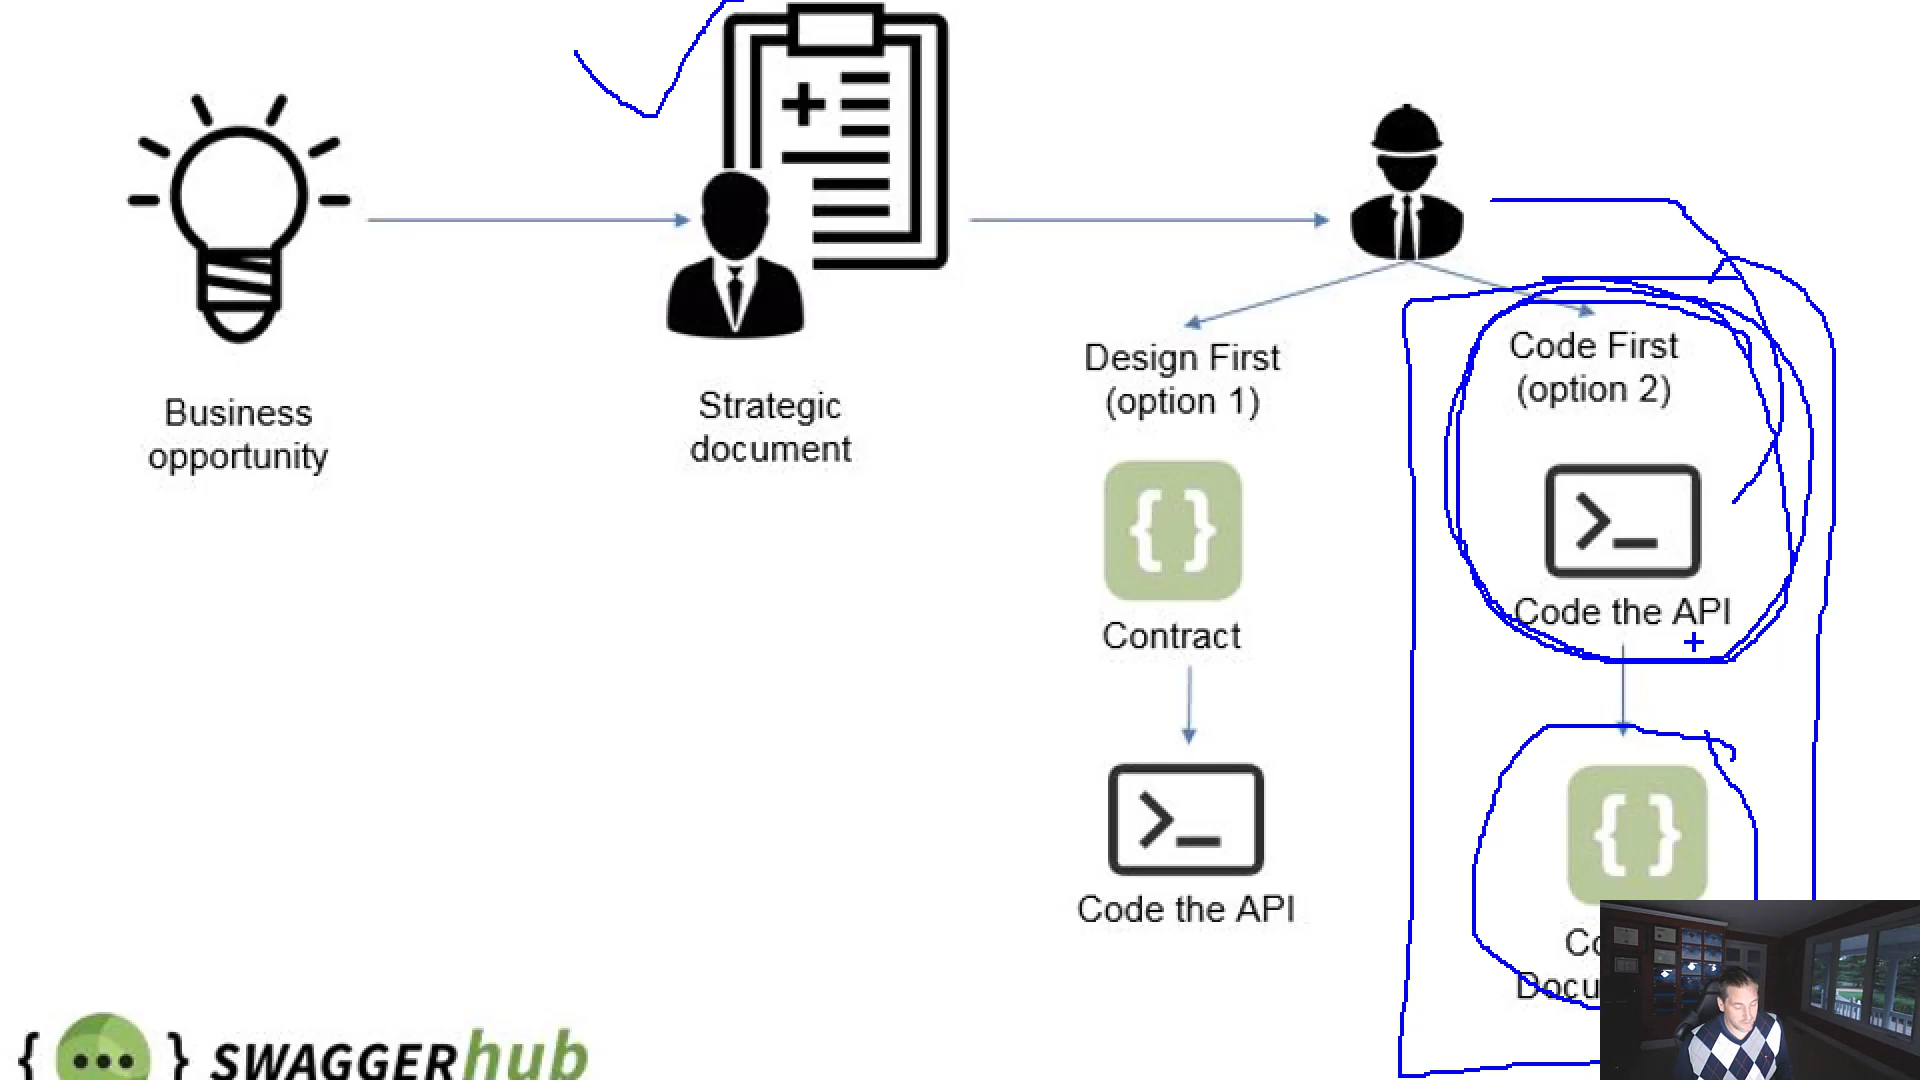 Business
opportunity
Strategic
document
Design First
(option 1)
Contract
Code the API
Code First
(option 2)
Code the API
{ ... } SWAGGERhub